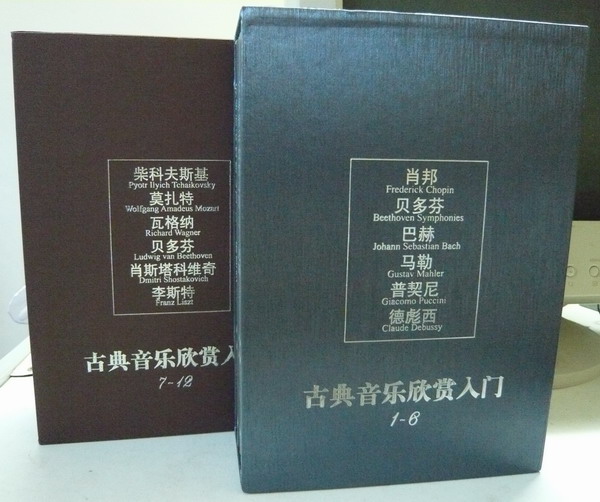 柴科夫斯基
Pyotr Ilyich Tchaikovsky
莫扎特
Wolfgang Amadeus Mozart
瓦格纳
Richard Wagner
贝多芬
Ludwig van Beethoven
肖斯塔科维奇
Dmitri Shostakovich
李斯特
Franz Liszt
古典音乐欣赏入
7-12
肖邦
Frederick Chopin
贝多芬
Beethoven Symphonies
巴赫
Johann Sebastian Bach
马勒
Gustav Mahler
普契尼
Giacomo Puccini
德彪西
Claude Debussy
古典音乐欣赏入门
1-6